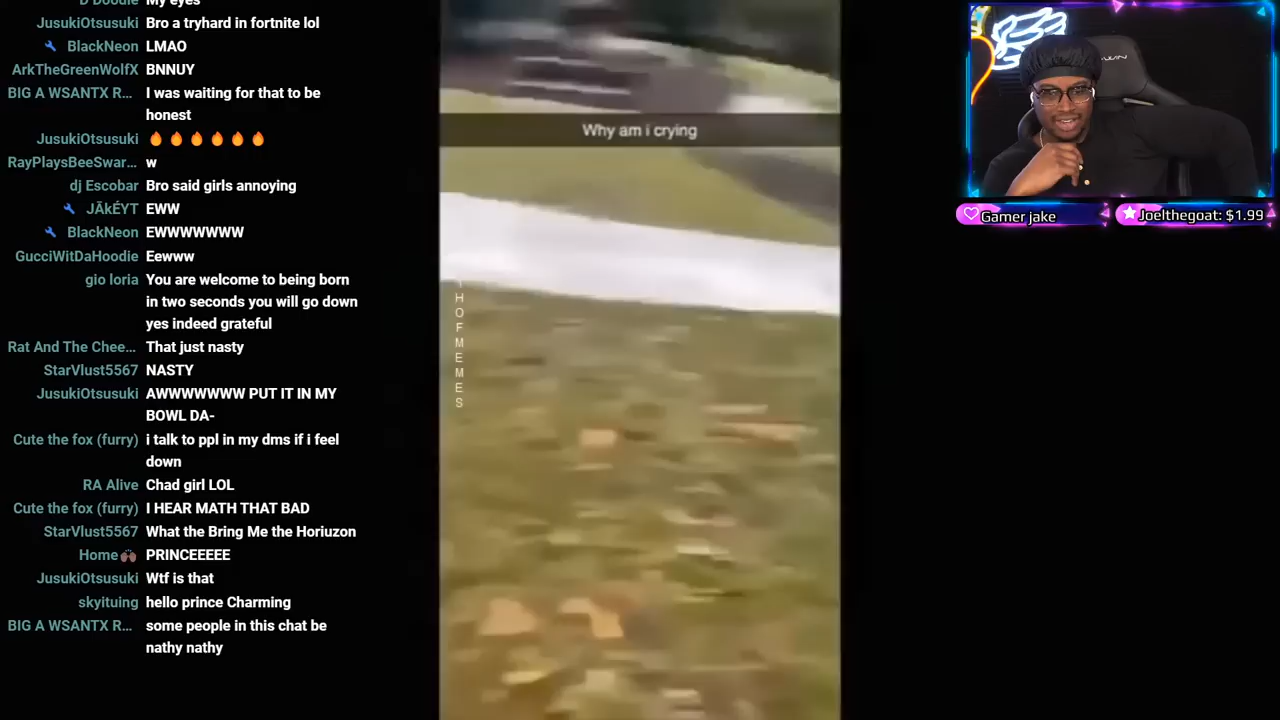 My eyes
JusukiOtsusuki Bro a tryhard in fortnite lol
BlackNeon LMAO
ArkTheGreenWolfX BNNUY
BIG A WSANTX R... I was waiting for that to be
honest
JusukiOtsusuki 🔥🔥🔥🔥🔥🔥
RayPlaysBeeSwar... w
dj Escobar Bro said girls annoying
JĀkÉYT EWW
BlackNeon EWWWWWWW
GucciWitDaHoodie Eewww
gio loria You are welcome to being born
in two seconds you will go down
yes indeed grateful
Rat And The Chee... That just nasty
StarVlust5567 NASTY
JusukiOtsusuki AWWWWWWW PUT IT IN MY
BOWL DA-
Cute the fox (furry) i talk to ppl in my dms if i feel
down
RA Alive Chad girl LOL
Cute the fox (furry) I HEAR MATH THAT BAD
StarVlust5567 What the Bring Me the Horiuzon
Home🙌🏿 PRINCEEEEE
JusukiOtsusuki Wtf is that
skyituing hello prince Charming
BIG A WSANTX R... some people in this chat be
nathy nathy
Why am i crying
HOFMEMES
Gamer jake
Joelthegoat: $1.99